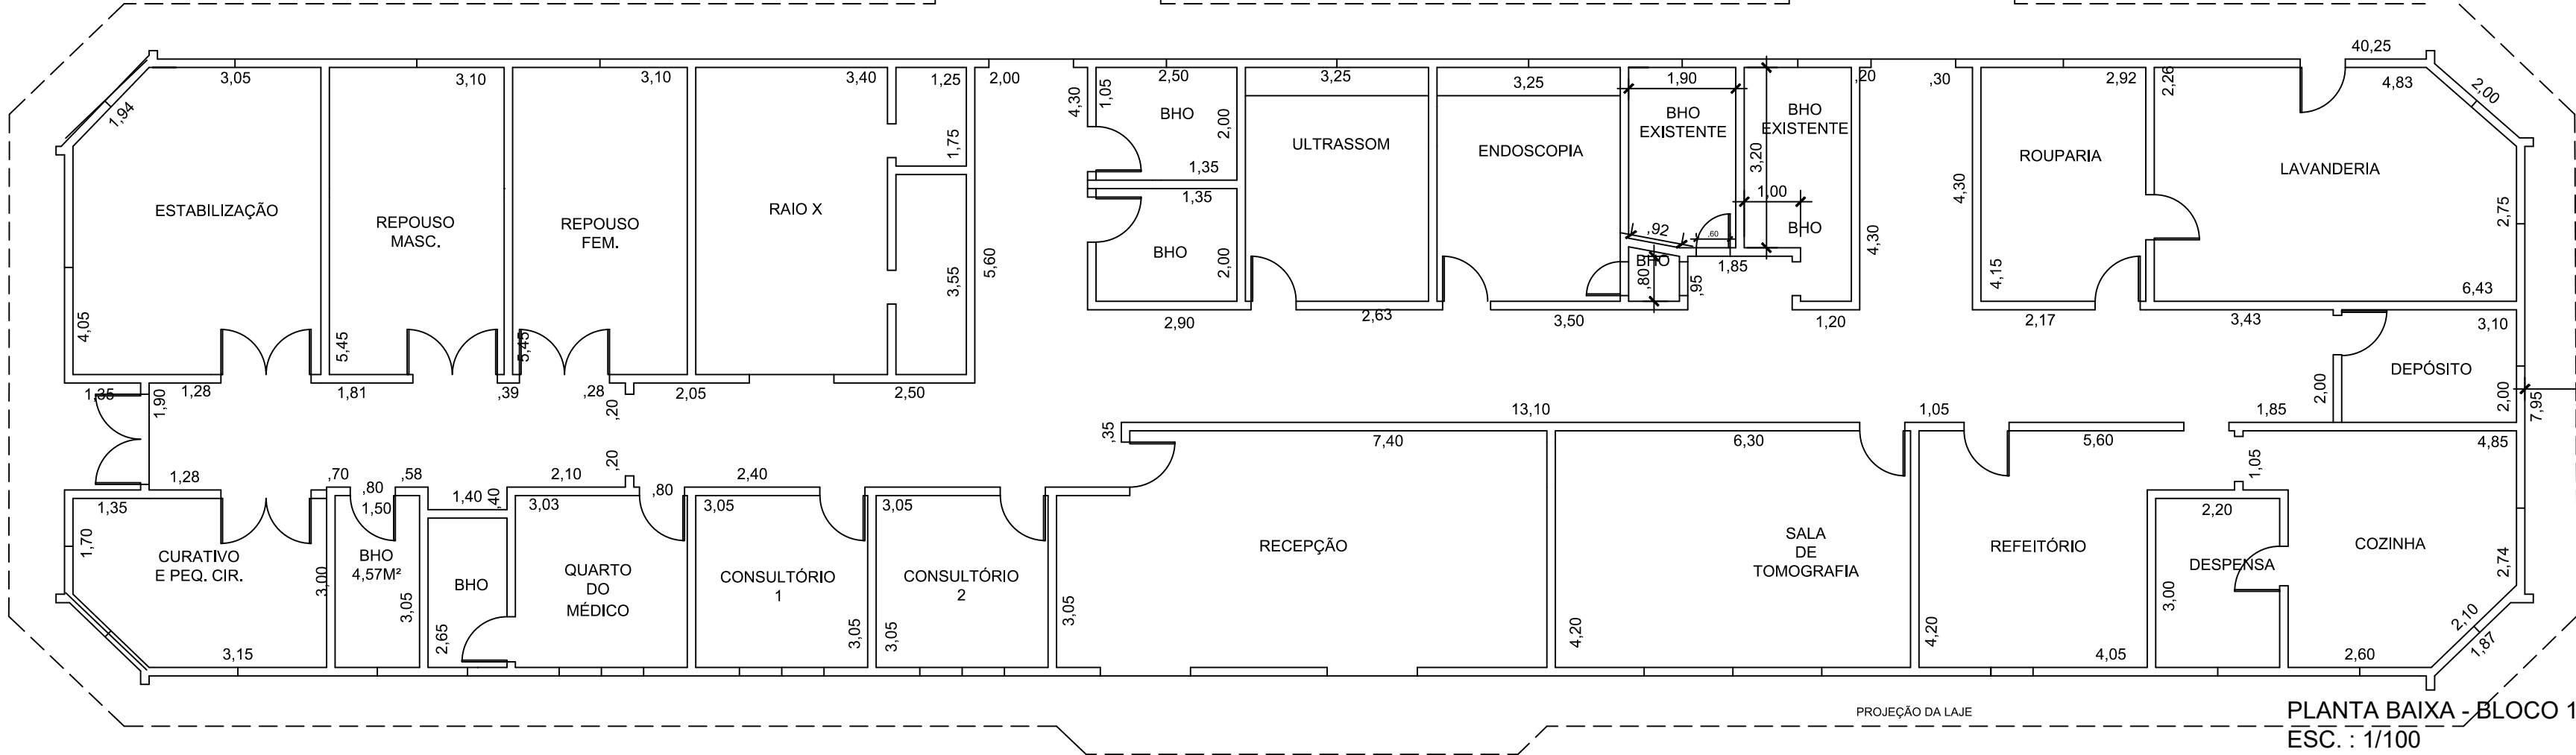 40,25
3,05
3,10
3,10
3,40
1,25
2,00
2,50
3,25
3,25
1,90
,20
,30
2,92
2,26
4,83
2,00
1,94
4,30
1,05
BHO
2,00
1,35
1,75
BHO
EXISTENTE
BHO
EXISTENTE
3,20
1,00
ULTRASSOM
ENDOSCOPIA
ROUPARIA
LAVANDERIA
4,30
2,75
ESTABILIZAÇÃO
REPOUSO
MASC.
REPOUSO
FEM.
RAIO X
1,35
BHO
2,00
5,60
3,55
,92
,60
BHO
BHO
,80
,95
1,85
4,30
4,15
6,43
4,05
5,45
5,45
2,90
2,63
3,50
1,20
2,17
3,43
3,10
DEPÓSITO
2,00
2,00
7,95
1,35
1,28
1,90
1,81
,39
,28
,20
2,05
2,50
13,10
1,05
1,85
,35
7,40
6,30
5,60
4,85
1,05
1,28
,70
,80
,58
1,50
1,40
,40
2,10
,20
,80
2,40
1,35
3,03
3,05
3,05
2,20
1,70
CURATIVO
E PEQ. CIR.
3,00
BHO
4,57M²
3,05
BHO
2,65
QUARTO
DO
MÉDICO
CONSULTÓRIO
1
3,05
CONSULTÓRIO
2
3,05
3,05
RECEPÇÃO
4,20
SALA
DE
TOMOGRAFIA
4,20
REFEITÓRIO
DESPENSA
3,00
COZINHA
2,74
2,10
1,87
3,15
4,05
2,60
PROJEÇÃO DA LAJE
PLANTA BAIXA - BLOCO 1
ESC. : 1/100